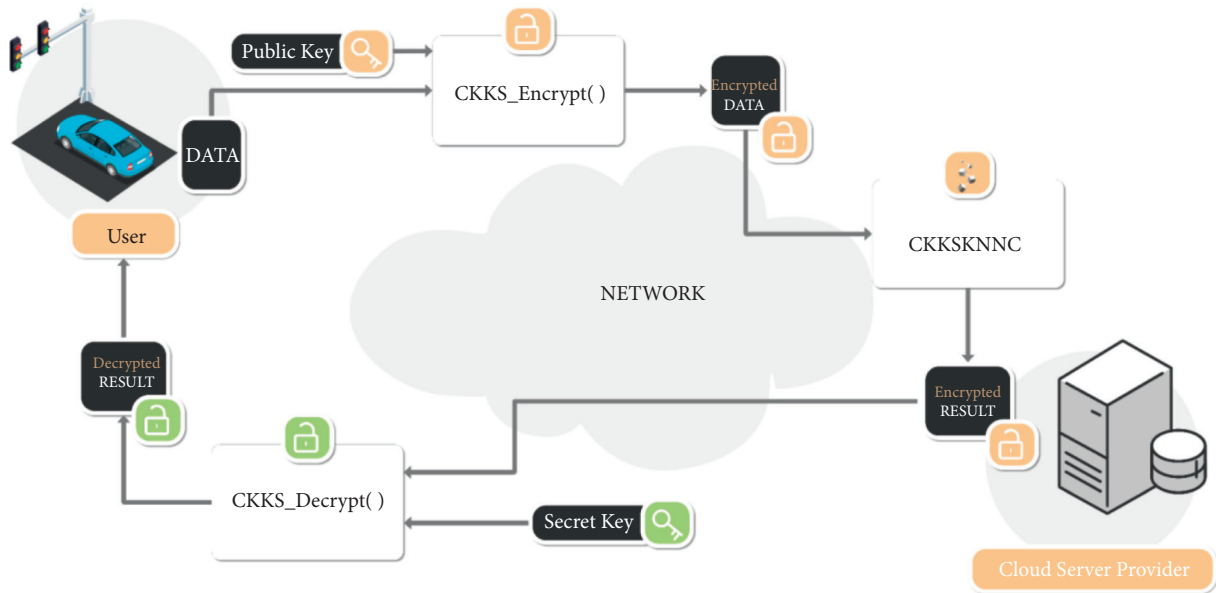 Public Key
CKKS_Encrypt( )
Encrypted
DATA
DATA
User
CKKSKNNC
NETWORK
Decrypted
RESULT
Encrypted
RESULT
CKKS_Decrypt( )
Secret Key
Cloud Server Provider